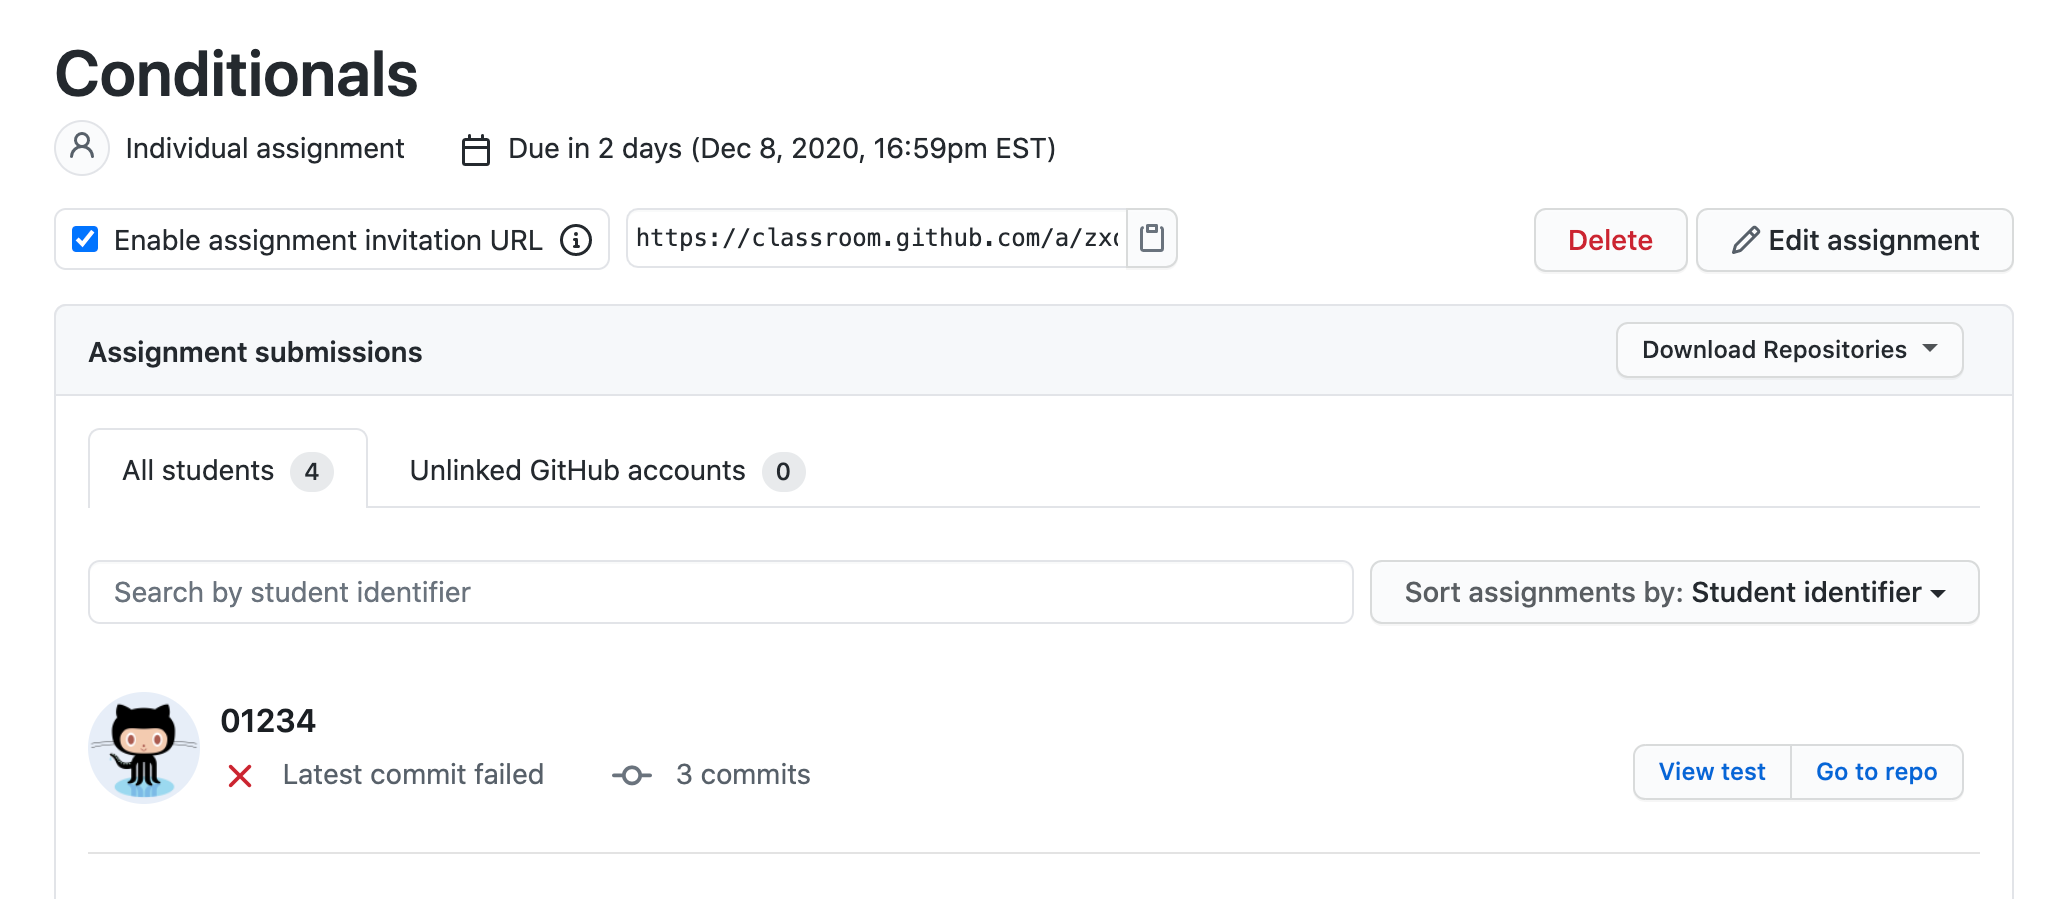 Conditionals
Individual assignment Due in 2 days (Dec 8, 2020, 16:59pm EST)
Enable assignment invitation URL https://classroom.github.com/a/zx Delete Edit assignment
Assignment submissions Download Repositories
All students 4 Unlinked GitHub accounts 0
Search by student identifier Sort assignments by: Student identifier
01234
Latest commit failed 3 commits View test Go to repo